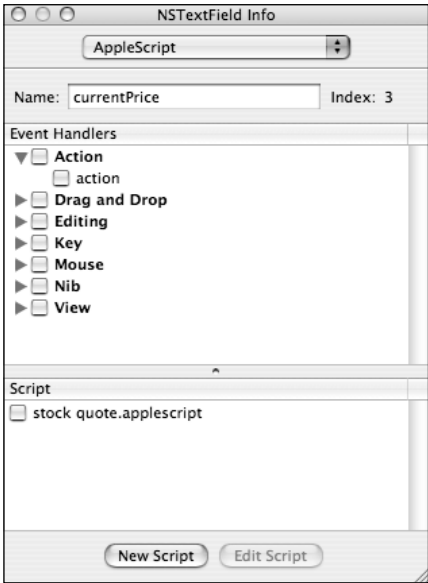 NSTextField Info
AppleScript
Name: currentPrice Index: 3
Event Handlers
Action
action
Drag and Drop
Editing
Key
Mouse
Nib
View
Script
stock quote.applescript
New Script Edit Script